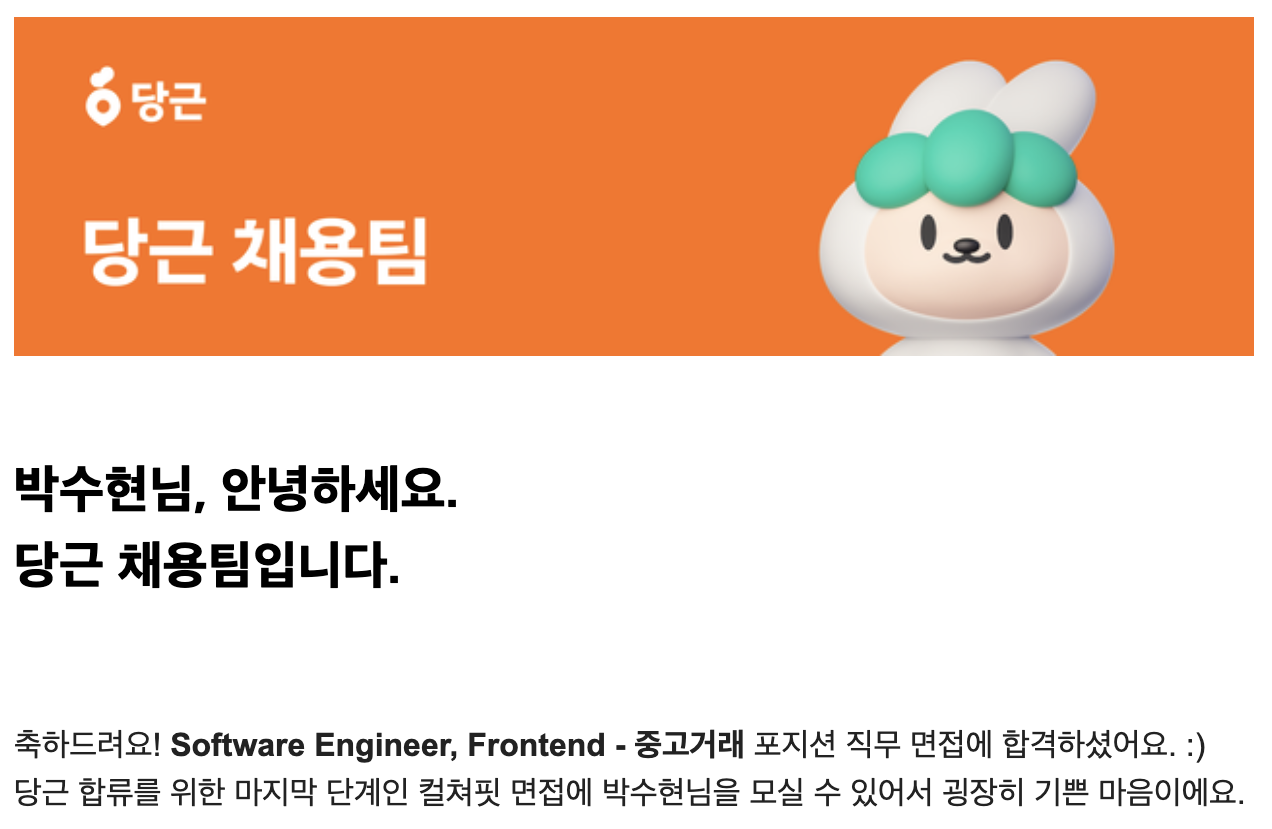 당근
당근 채용팀
박수현님, 안녕하세요.
당근 채용팀입니다.
축하드려요! Software Engineer, Frontend - 중고거래 포지션 직무 면접에 합격하셨어요. :)
당근 합류를 위한 마지막 단계인 컬쳐핏 면접에 박수현님을 모실 수 있어서 굉장히 기쁜 마음이에요.